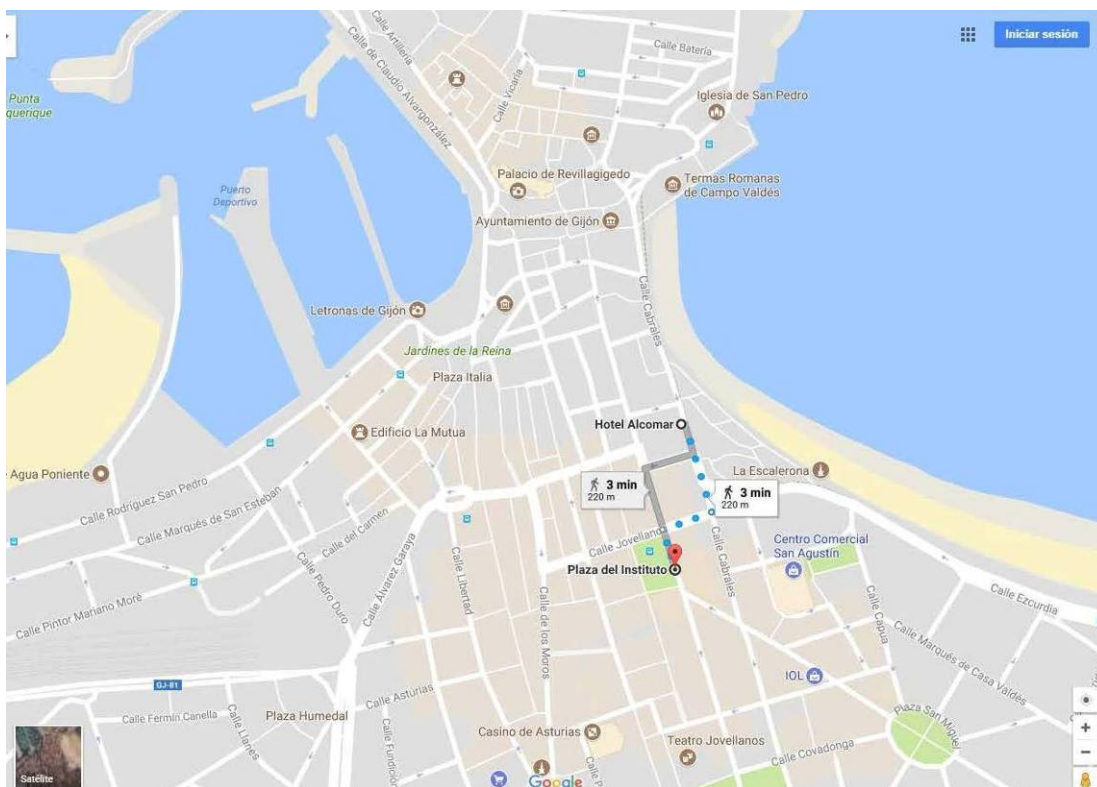 Iniciar sesión
Punta
querique
Puerto
Deportivo
Calle Artillería
Calle de Claudio Alvargonzález
Calle Vicaria
Calle Batería
Iglesia de San Pedro
Palacio de Revillagigedo
Termas Romanas
de Campo Valdés
Ayuntamiento de Gijón
Calle Cabrales
Letronas de Gijón
Jardines de la Reina
Plaza Italia
Hotel Alcomar
Edificio La Mutua
Agua Poniente
La Escalerona
3 min
220 m
3 min
220 m
Calle Rodríguez San Pedro
Calle Marqués de San Esteban
Calle del Carmen
Calle Jovellano
Calle Cabrales
Centro Comercial
San Agustín
Plaza del Instituto
Calle Álvarez Garaya
Calle Libertad
Calle de los Moros
Calle Pedro Duro
Calle Pintor Mariano Moré
Calle Ezcurdia
Calle Capua
Calle Marqués de Casa Valdés
IOL
GJ-81
Calle Asturias
Calle Fermín Canella
Calle Llanes
Plaza Humedal
Calle Fundición
Casino de Asturias
Teatro Jovellanos
Calle Covadonga
Plaza San Miguel
Satélite
Google